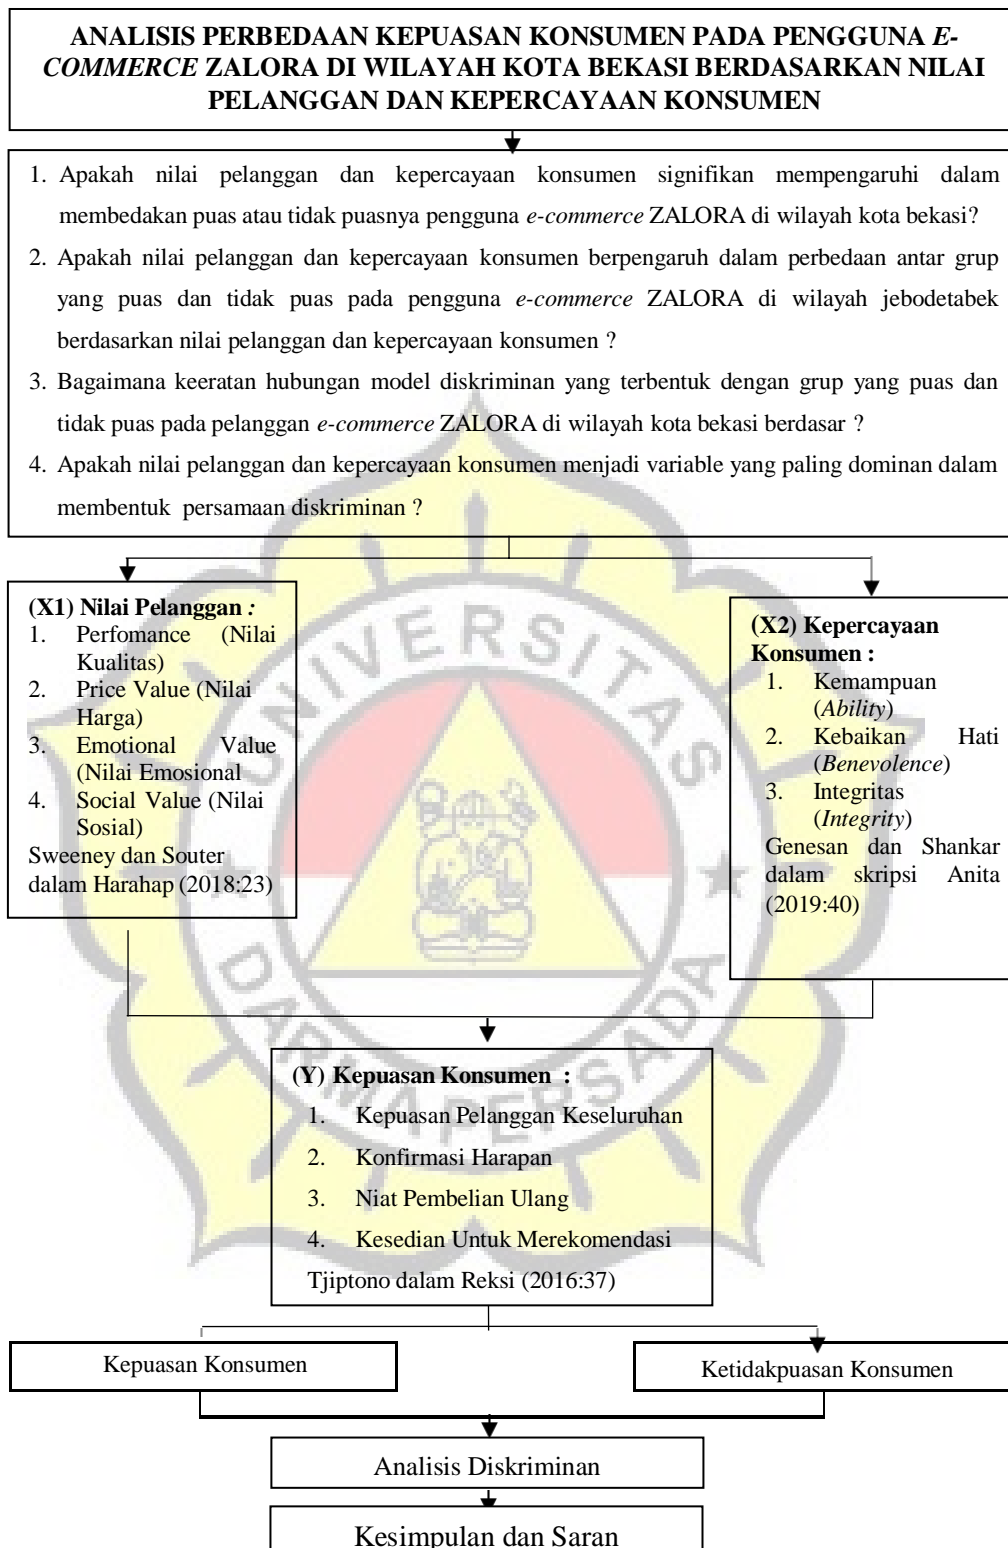 ANALISIS PERBEDAAN KEPUASAN KONSUMEN PADA PENGGUNA E-
COMMERCE ZALORA DI WILAYAH KOTA BEKASI BERDASARKAN NILAI
PELANGGAN DAN KEPERCAYAAN KONSUMEN
1. Apakah nilai pelanggan dan kepercayaan konsumen signifikan mempengaruhi dalam
membedakan puas atau tidak puasnya pengguna e-commerce ZALORA di wilayah kota bekasi?
2. Apakah nilai pelanggan dan kepercayaan konsumen berpengaruh dalam perbedaan antar grup
yang puas dan tidak puas pada pengguna e-commerce ZALORA di wilayah jebodetabek
berdasarkan nilai pelanggan dan kepercayaan konsumen ?
3. Bagaimana keeratan hubungan model diskriminan yang terbentuk dengan grup yang puas dan
tidak puas pada pelanggan e-commerce ZALORA di wilayah kota bekasi berdasar ?
4. Apakah nilai pelanggan dan kepercayaan konsumen menjadi variable yang paling dominan dalam
membentuk persamaan diskriminan ?
(X1) Nilai Pelanggan :
1. Perfomance (Nilai
Kualitas)
2. Price Value (Nilai
Harga)
3. Emotional Value
(Nilai Emosional
4. Social Value (Nilai
Sosial)
Sweeney dan Souter
dalam Harahap (2018:23)
(X2) Kepercayaan
Konsumen :
1. Kemampuan
(Ability)
2. Kebaikan Hati
(Benevolence)
3. Integritas
(Integrity)
Genesan dan Shankar
dalam skripsi Anita
(2019:40)
UNIVERSITAS
DARMA PERSADA
(Y) Kepuasan Konsumen :
1. Kepuasan Pelanggan Keseluruhan
2. Konfirmasi Harapan
3. Niat Pembelian Ulang
4. Kesedian Untuk Merekomendasi
Tjiptono dalam Reksi (2016:37)
Kepuasan Konsumen
Ketidakpuasan Konsumen
Analisis Diskriminan
Kesimpulan dan Saran